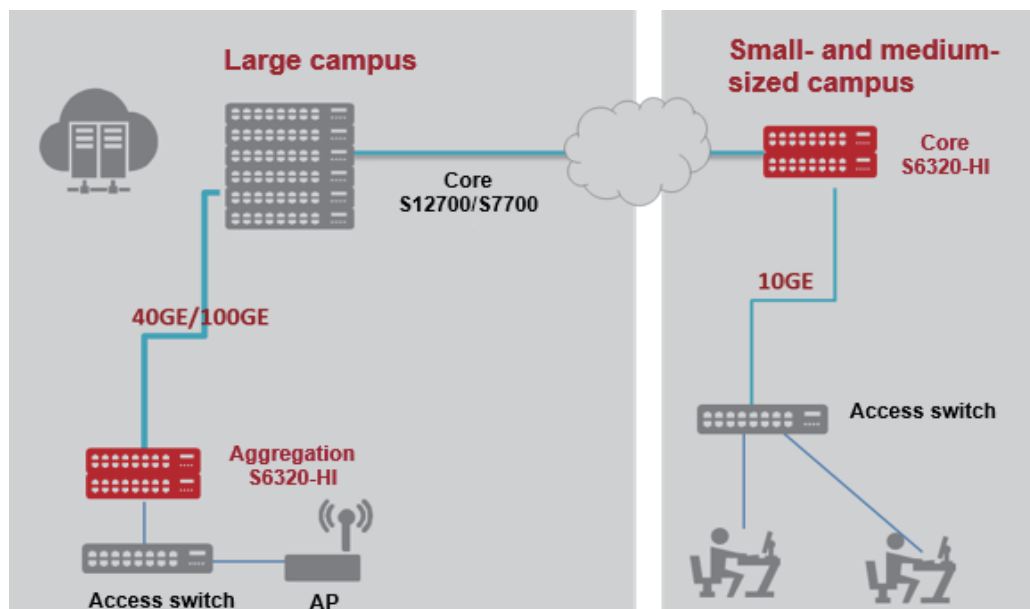 Large campus
Core
S12700/S7700
40GE/100GE
Aggregation
S6320-HI
Access switch
AP
Small- and medium-
sized campus
Core
S6320-HI
10GE
Access switch